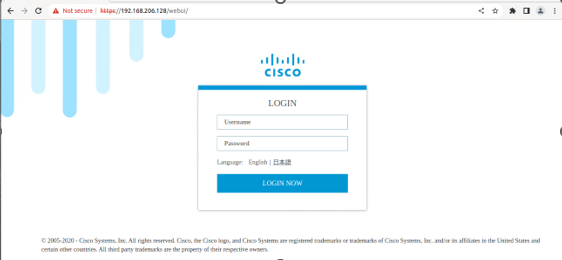 Not secure | https://192.168.206.128/webui/
CISCO
LOGIN
Username
Password
Language: English | 日本語
LOGIN NOW
© 2005-2020 - Cisco Systems, Inc. All rights reserved. Cisco, the Cisco logo, and Cisco Systems are registered trademarks or trademarks of Cisco Systems, Inc. and/or its affiliates in the United States and
certain other countries. All third party trademarks are the property of their respective owners.